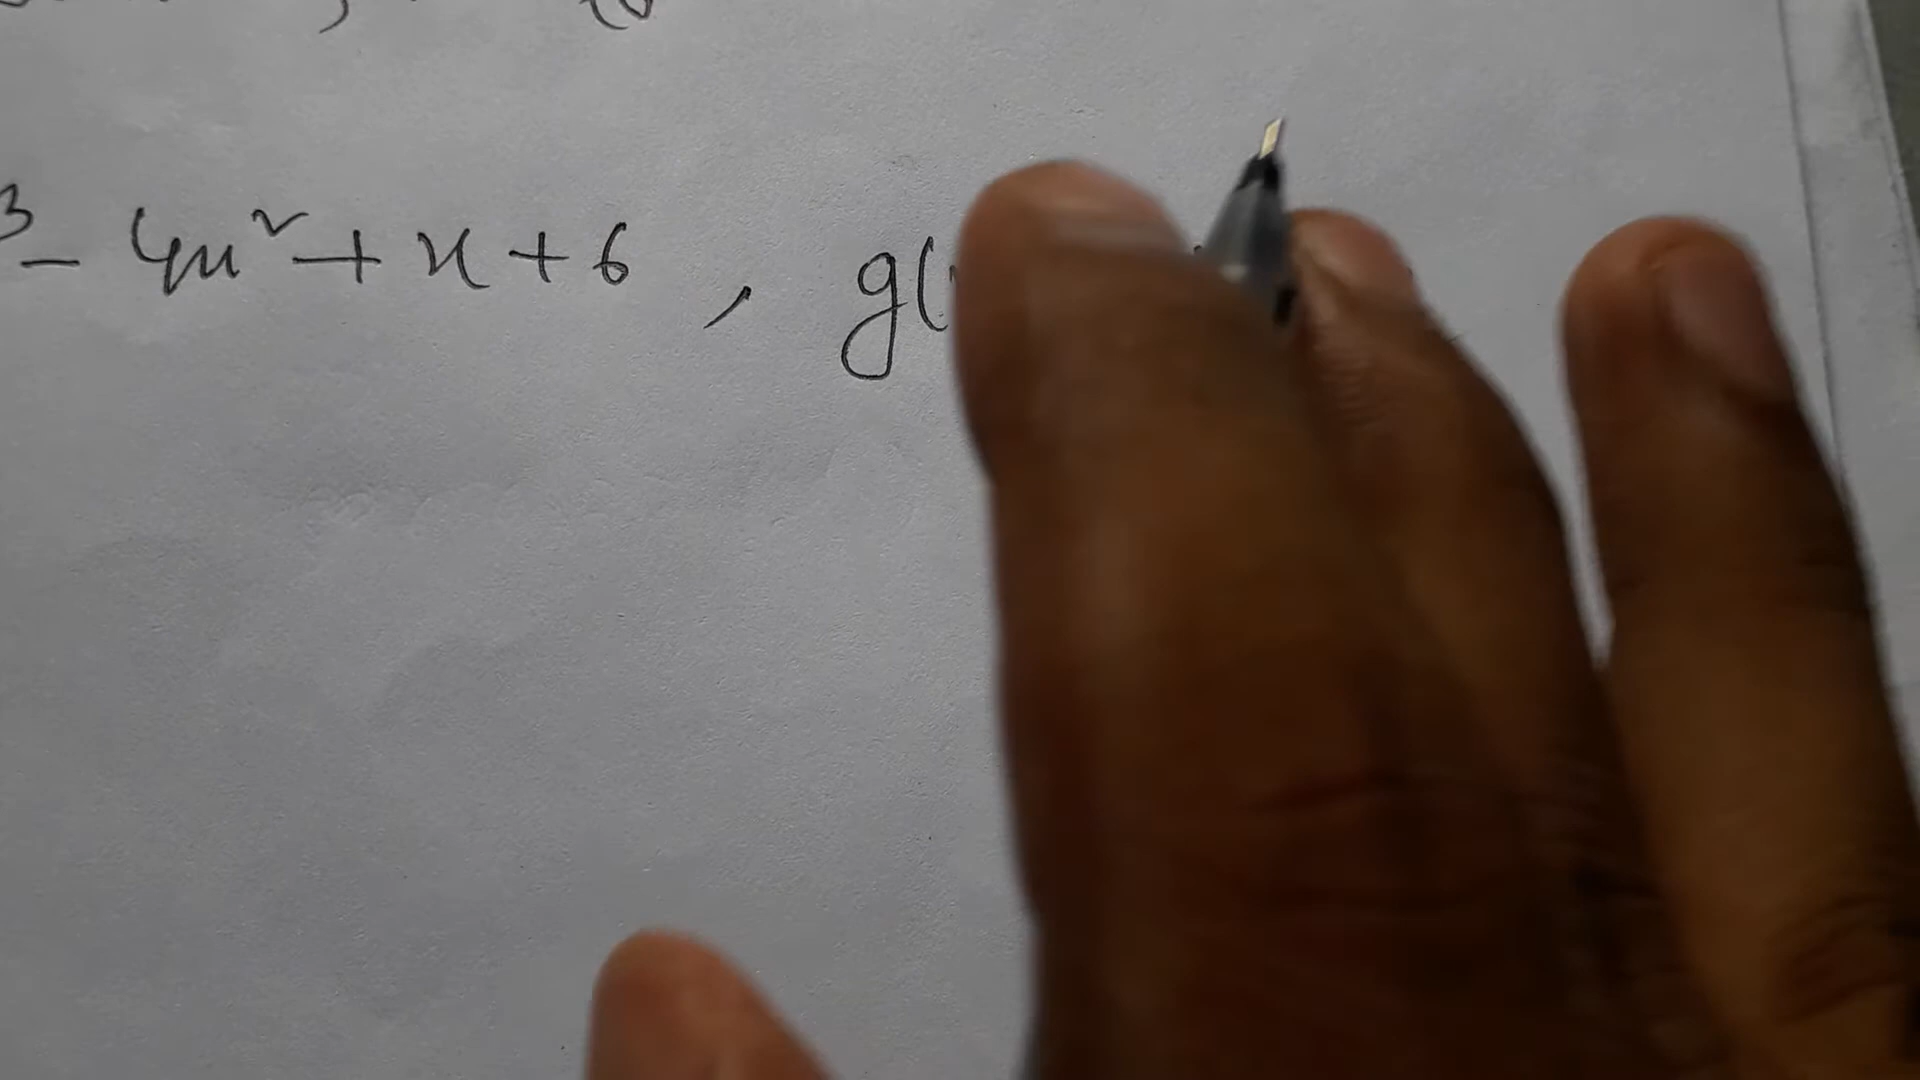 ³ - 4x² + x + 6 , g(